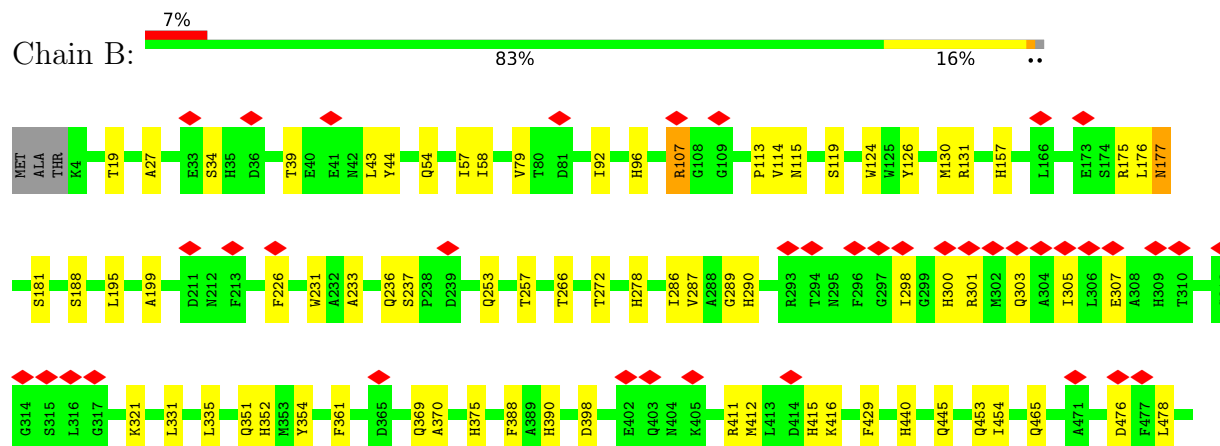 7%
Chain B:
83% 16% ••
MET ALA THR K4 T19 A27 E33 S34 H35 D36 T39 E40 E41 N42 L43 Y44 Q54 I57 I58 V79 T80 D81 I92 H96 R107 G108 G109 P113 V114 N115 S119 W124 W125 Y126 M130 R131 H157 L166 E173 S174 R175 L176 N177
S181 S188 L195 A199 D211 N212 F213 F226 W231 A232 A233 Q236 S237 P238 D239 Q253 T257 T266 T272 H278 I286 V287 A288 G289 H290 R293 T294 N295 F296 G297 I298 G299 H300 R301 M302 Q303 A304 I305 L306 E307 A308 H309 T310
G314 S315 L316 G317 K321 L331 L335 Q351 H352 M353 Y354 F361 D365 Q369 A370 H375 F388 A389 H390 D398 E402 Q403 N404 K405 R411 M412 L413 D414 H415 K416 F429 H440 Q445 Q453 I454 Q465 A471 D476 F477 L478